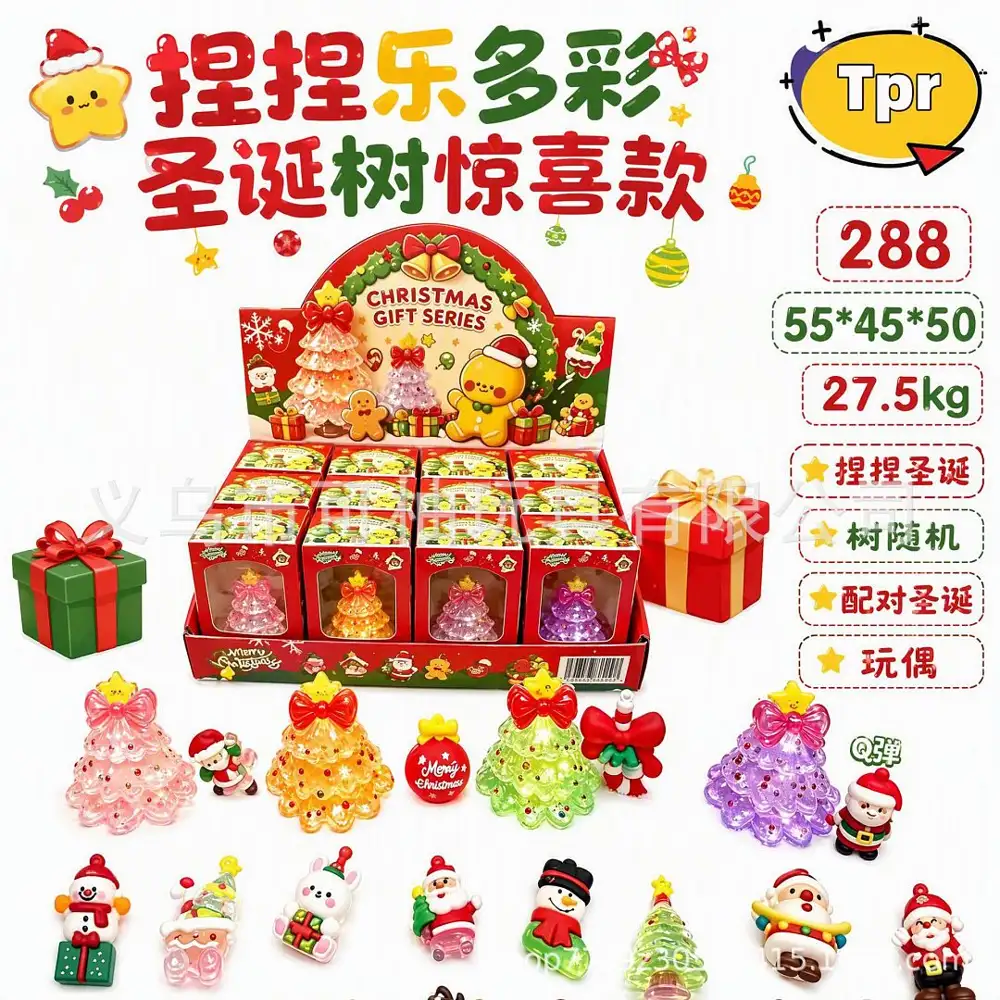 捏捏乐多彩
圣诞树惊喜款
Tpr
288
55*45*50
27.5kg
捏捏圣诞
树随机
配对圣诞
玩偶
CHRISTMAS
GIFT SERIES
Merry
Christmas
Merry
Christmas
Q弹